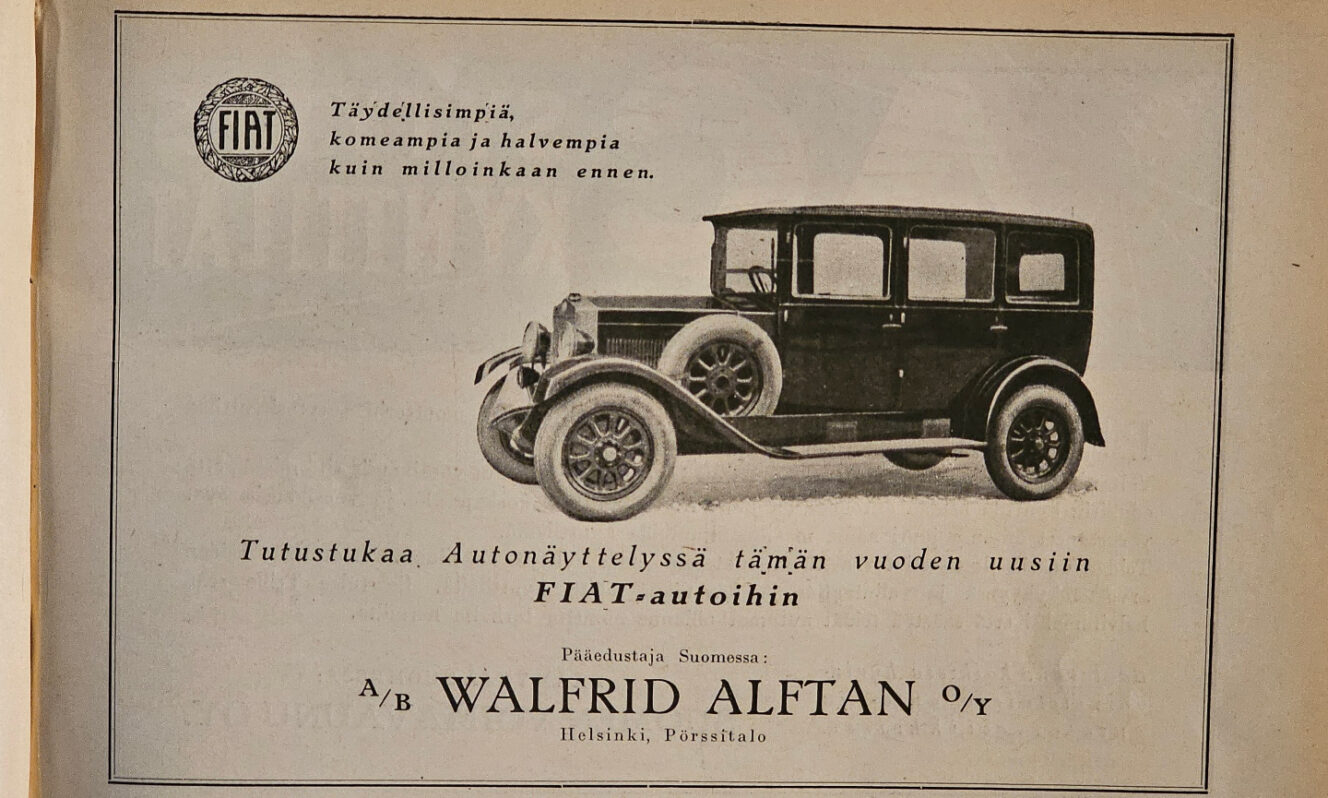 FIAT
Täydellisimpiä,
komeampia ja halvempia
kuin milloinkaan ennen.
Tutustukaa Autonäyttelyssä tämän vuoden uusiin
FIAT-autoihin
Pääedustaja Suomessa:
A/B WALFRID ALFTAN O/Y
Helsinki, Pörssitalo